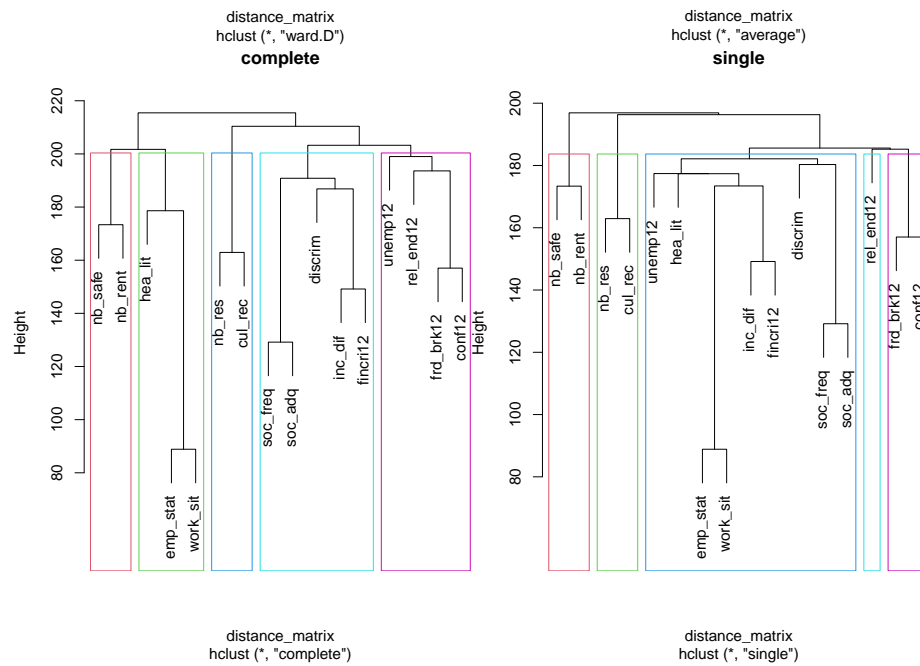 distance_matrix
hclust (*, "ward.D")
complete
Height
220
200
180
160
140
120
100
80
nb_safe
nb_rent
hea_lit
emp_stat
work_sit
nb_res
cul_rec
soc_freq
soc_adq
discrim
inc_dif
fincri12
unemp12
rel_end12
frd_brk12
conf12
distance_matrix
hclust (*, "complete")
distance_matrix
hclust (*, "average")
single
Height
200
180
160
140
120
100
80
nb_safe
nb_rent
nb_res
cul_rec
unemp12
hea_lit
emp_stat
work_sit
inc_dif
fincri12
discrim
soc_freq
soc_adq
rel_end12
frd_brk12
conf12
distance_matrix
hclust (*, "single")